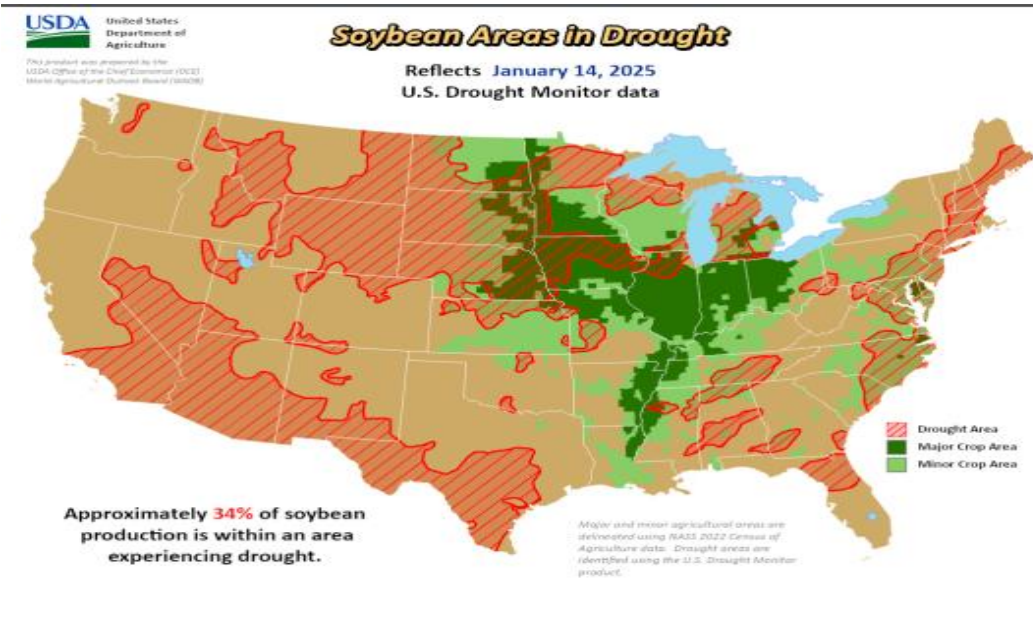 USDA
United States
Department of
Agriculture
This product was prepared by the
USDA Office of the Chief Economist (OCE)
World Agricultural Outlook Board (WAOB)
Soybean Areas in Drought
Reflects January 14, 2025
U.S. Drought Monitor data
Drought Area
Major Crop Area
Minor Crop Area
Approximately 34% of soybean
production is within an area
experiencing drought.
Major and minor agricultural areas are
delineated using NASS 2022 Census of
Agriculture data. Drought areas are
identified using the U.S. Drought Monitor
product.